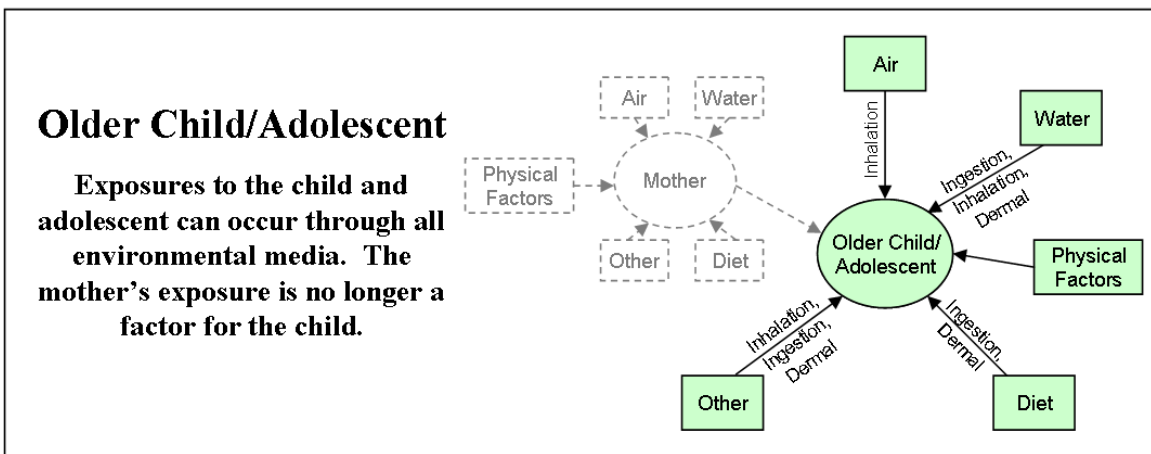 Older Child/Adolescent
Exposures to the child and
adolescent can occur through all
environmental media.  The
mother’s exposure is no longer a
factor for the child.
Air
Water
Physical
Factors
Mother
Other
Diet
Air
Inhalation
Water
Ingestion,
Inhalation,
Dermal
Older Child/
Adolescent
Physical
Factors
Inhalation,
Ingestion,
Dermal
Ingestion,
Dermal
Other
Diet